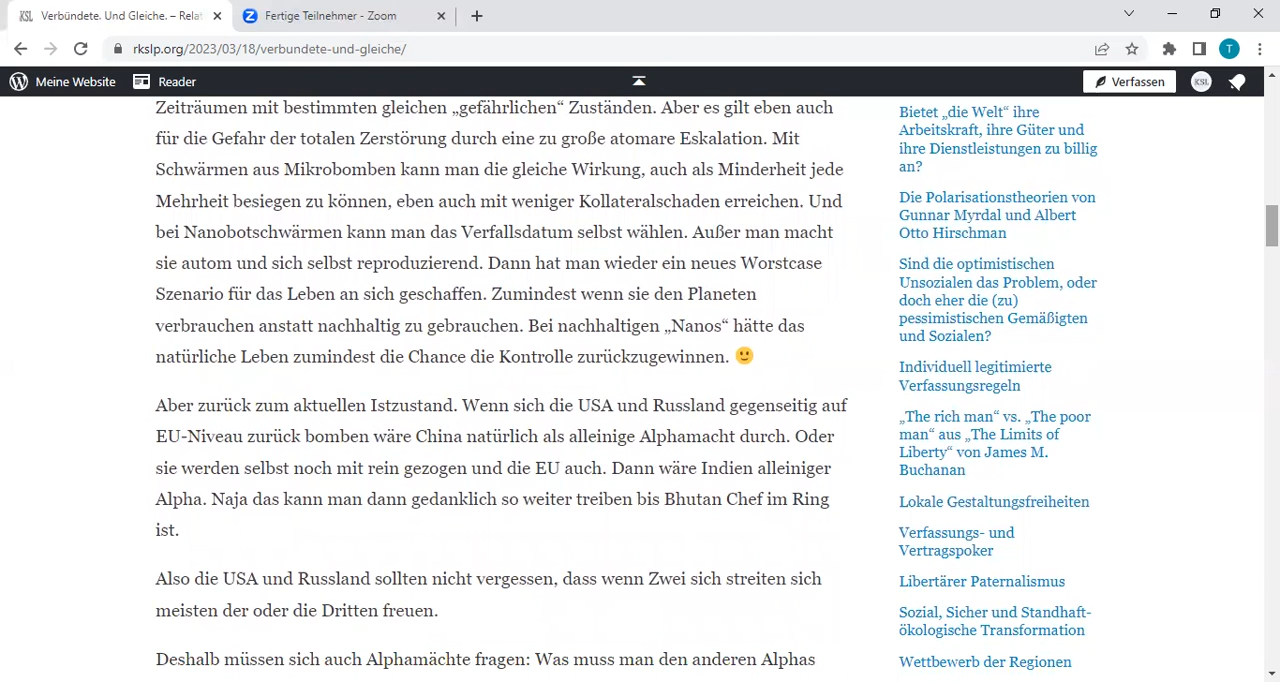 Verbündete. Und Gleiche. – Rela
Fertige Teilnehmer - Zoom
rkslp.org/2023/03/18/verbundete-und-gleiche/
T
Meine Website
Reader
Verfassen
KSL
Zeiträumen mit bestimmten gleichen „gefährlichen“ Zuständen. Aber es gilt eben auch
für die Gefahr der totalen Zerstörung durch eine zu große atomare Eskalation. Mit
Schwärmen aus Mikrobomben kann man die gleiche Wirkung, auch als Minderheit jede
Mehrheit besiegen zu können, eben auch mit weniger Kollateralschaden erreichen. Und
bei Nanobotschwärmen kann man das Verfallsdatum selbst wählen. Außer man macht
sie autom und sich selbst reproduzierend. Dann hat man wieder ein neues Worstcase
Szenario für das Leben an sich geschaffen. Zumindest wenn sie den Planeten
verbrauchen anstatt nachhaltig zu gebrauchen. Bei nachhaltigen „Nanos“ hätte das
natürliche Leben zumindest die Chance die Kontrolle zurückzugewinnen. 🙂
Aber zurück zum aktuellen Istzustand. Wenn sich die USA und Russland gegenseitig auf
EU-Niveau zurück bomben wäre China natürlich als alleinige Alphamacht durch. Oder
sie werden selbst noch mit rein gezogen und die EU auch. Dann wäre Indien alleiniger
Alpha. Naja das kann man dann gedanklich so weiter treiben bis Bhutan Chef im Ring
ist.
Also die USA und Russland sollten nicht vergessen, dass wenn Zwei sich streiten sich
meisten der oder die Dritten freuen.
Deshalb müssen sich auch Alphamächte fragen: Was muss man den anderen Alphas
Bietet „die Welt“ ihre
Arbeitskraft, ihre Güter und
ihre Dienstleistungen zu billig
an?
Die Polarisationstheorien von
Gunnar Myrdal und Albert
Otto Hirschman
Sind die optimistischen
Unsozialen das Problem, oder
doch eher die (zu)
pessimistischen Gemäßigten
und Sozialen?
Individuell legitimierte
Verfassungsregeln
„The rich man“ vs. „The poor
man“ aus „The Limits of
Liberty“ von James M.
Buchanan
Lokale Gestaltungsfreiheiten
Verfassungs- und
Vertragspoker
Libertärer Paternalismus
Sozial, Sicher und Standhaft-
ökologische Transformation
Wettbewerb der Regionen